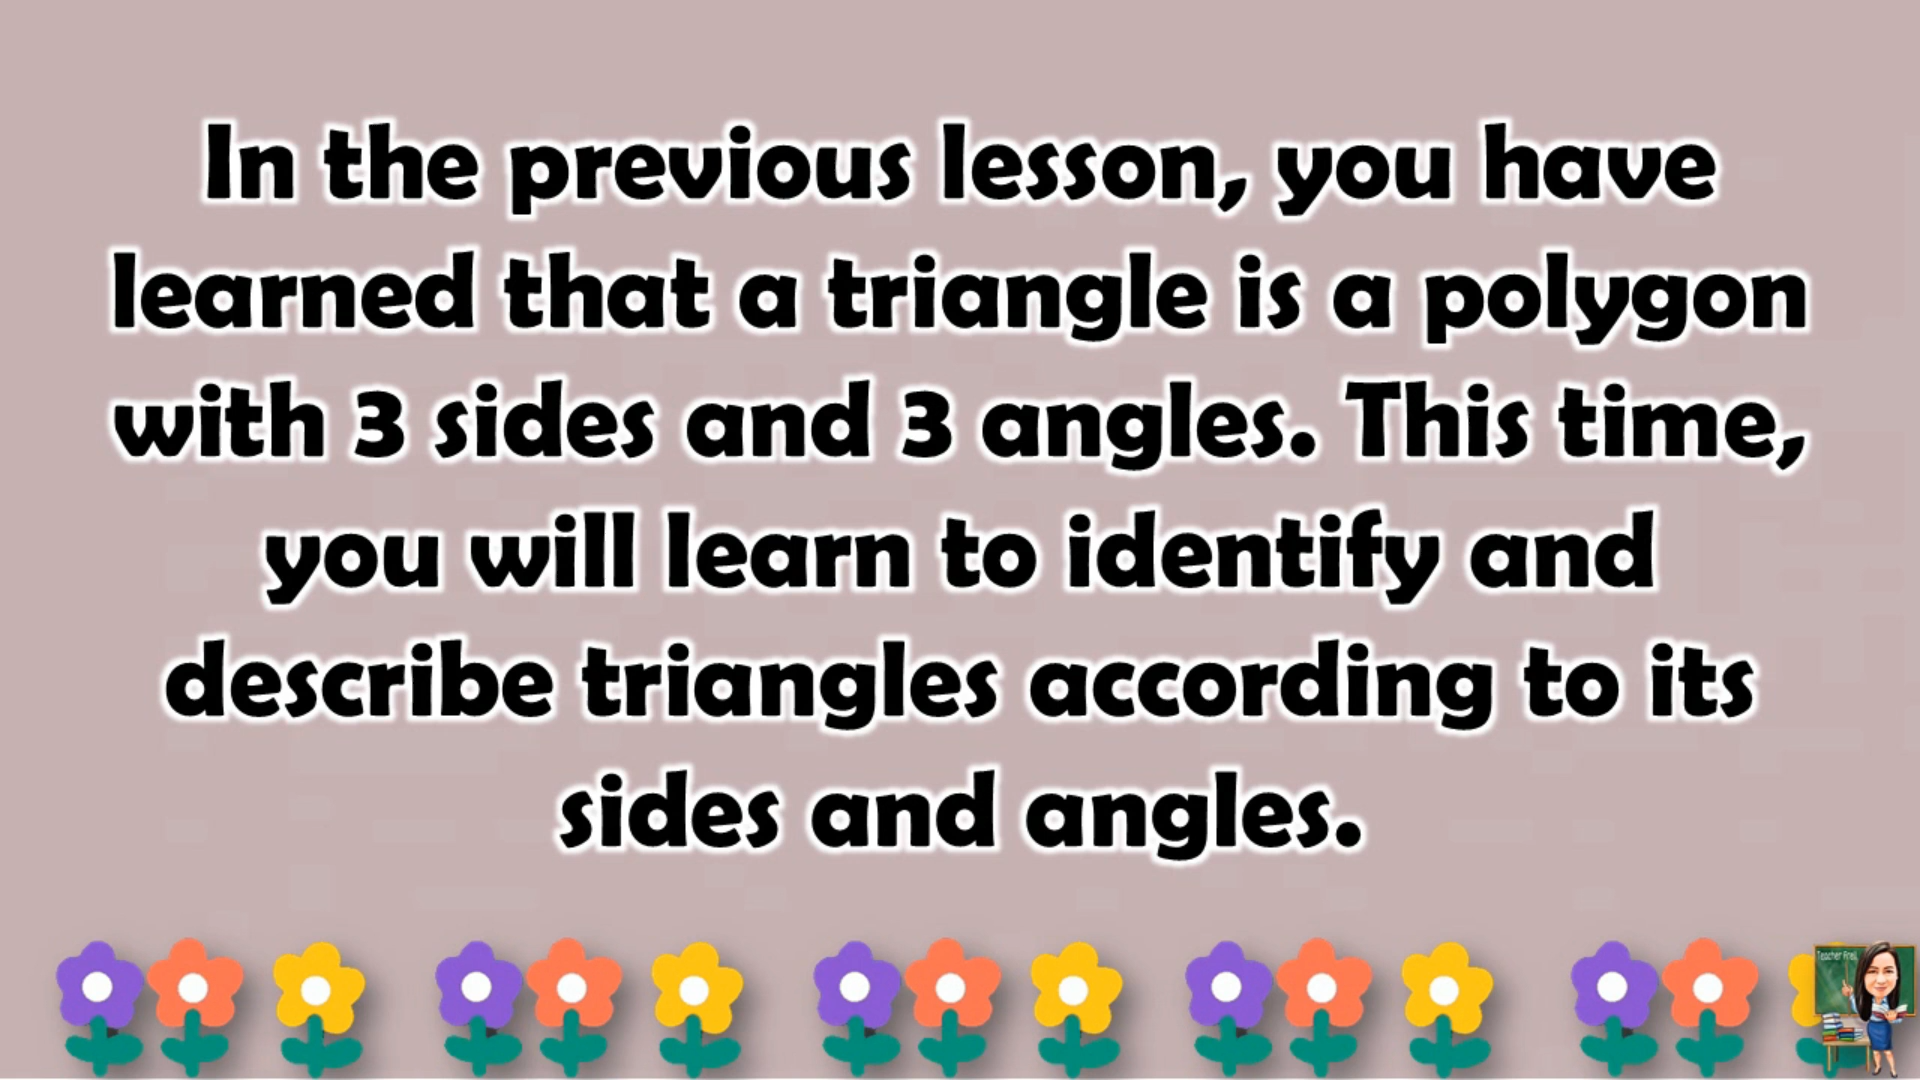 In the previous lesson, you have
learned that a triangle is a polygon
with 3 sides and 3 angles. This time,
you will learn to identify and
describe triangles according to its
sides and angles.